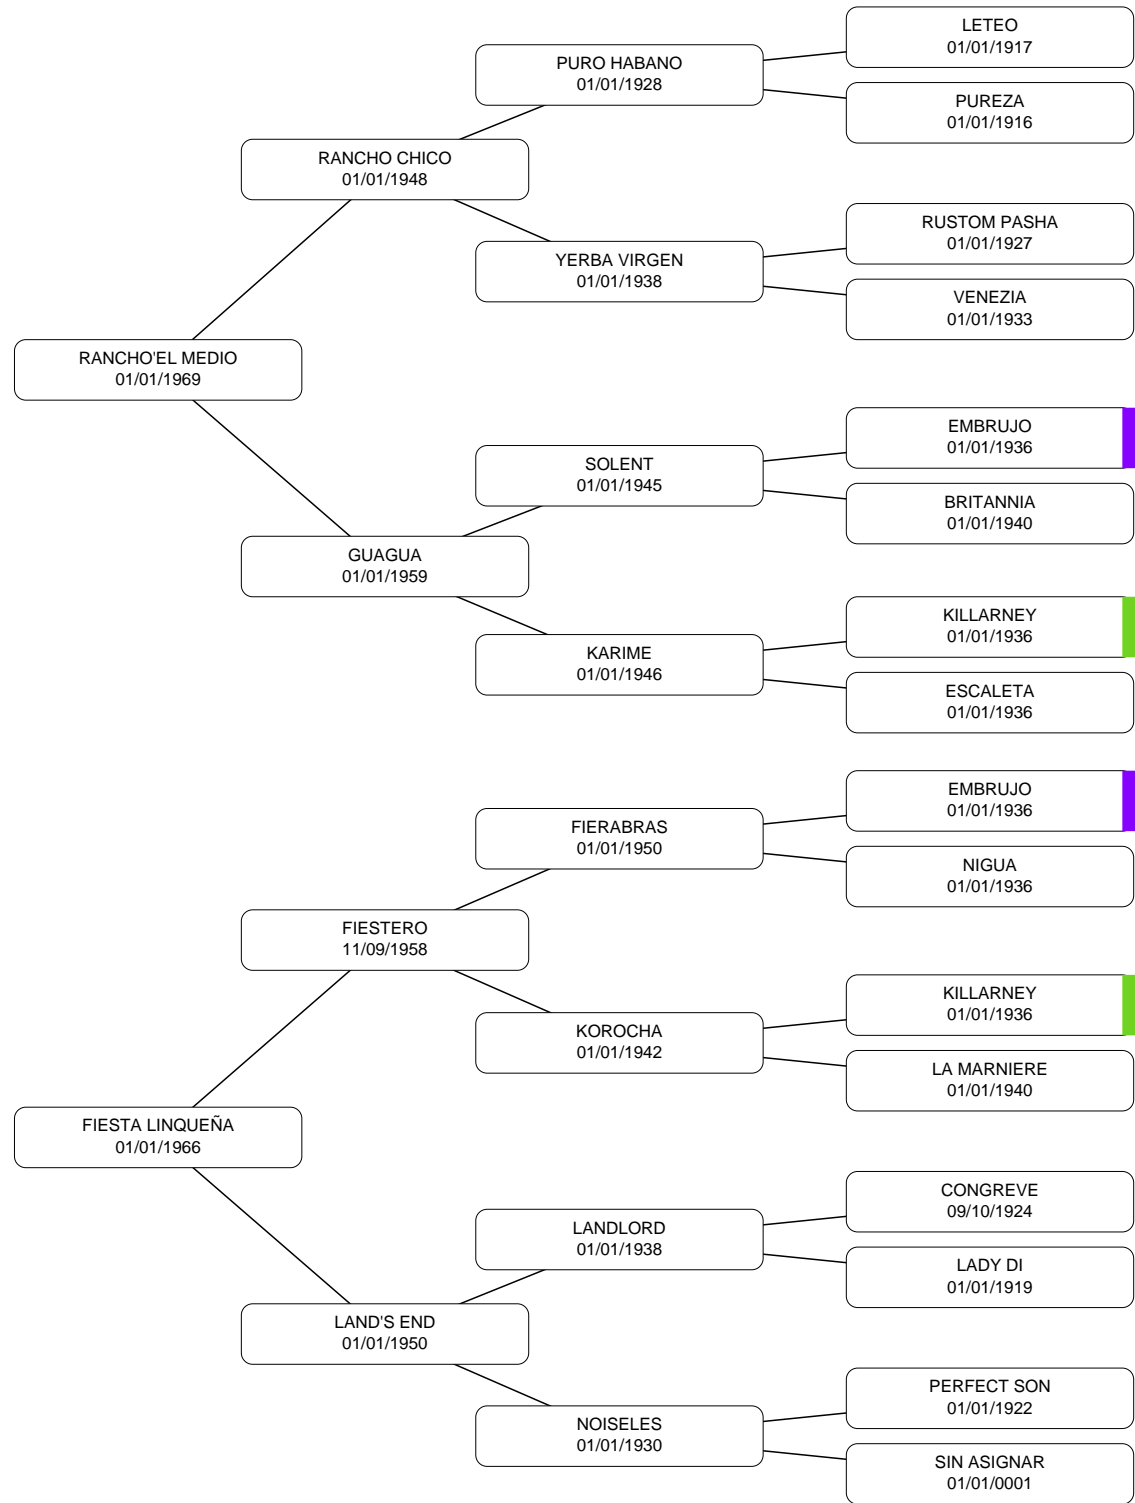 LETEO
01/01/1917
PURO HABANO
01/01/1928
PUREZA
01/01/1916
RANCHO CHICO
01/01/1948
RUSTOM PASHA
01/01/1927
YERBA VIRGEN
01/01/1938
VENEZIA
01/01/1933
RANCHO'EL MEDIO
01/01/1969
EMBRUJO
01/01/1936
SOLENT
01/01/1945
BRITANNIA
01/01/1940
GUAGUA
01/01/1959
KILLARNEY
01/01/1936
KARIME
01/01/1946
ESCALETA
01/01/1936
EMBRUJO
01/01/1936
FIERABRAS
01/01/1950
NIGUA
01/01/1936
FIESTERO
11/09/1958
KILLARNEY
01/01/1936
KOROCHA
01/01/1942
LA MARNIERE
01/01/1940
FIESTA LINQUEÑA
01/01/1966
CONGREVE
09/10/1924
LANDLORD
01/01/1938
LADY DI
01/01/1919
LAND'S END
01/01/1950
PERFECT SON
01/01/1922
NOISELES
01/01/1930
SIN ASIGNAR
01/01/0001